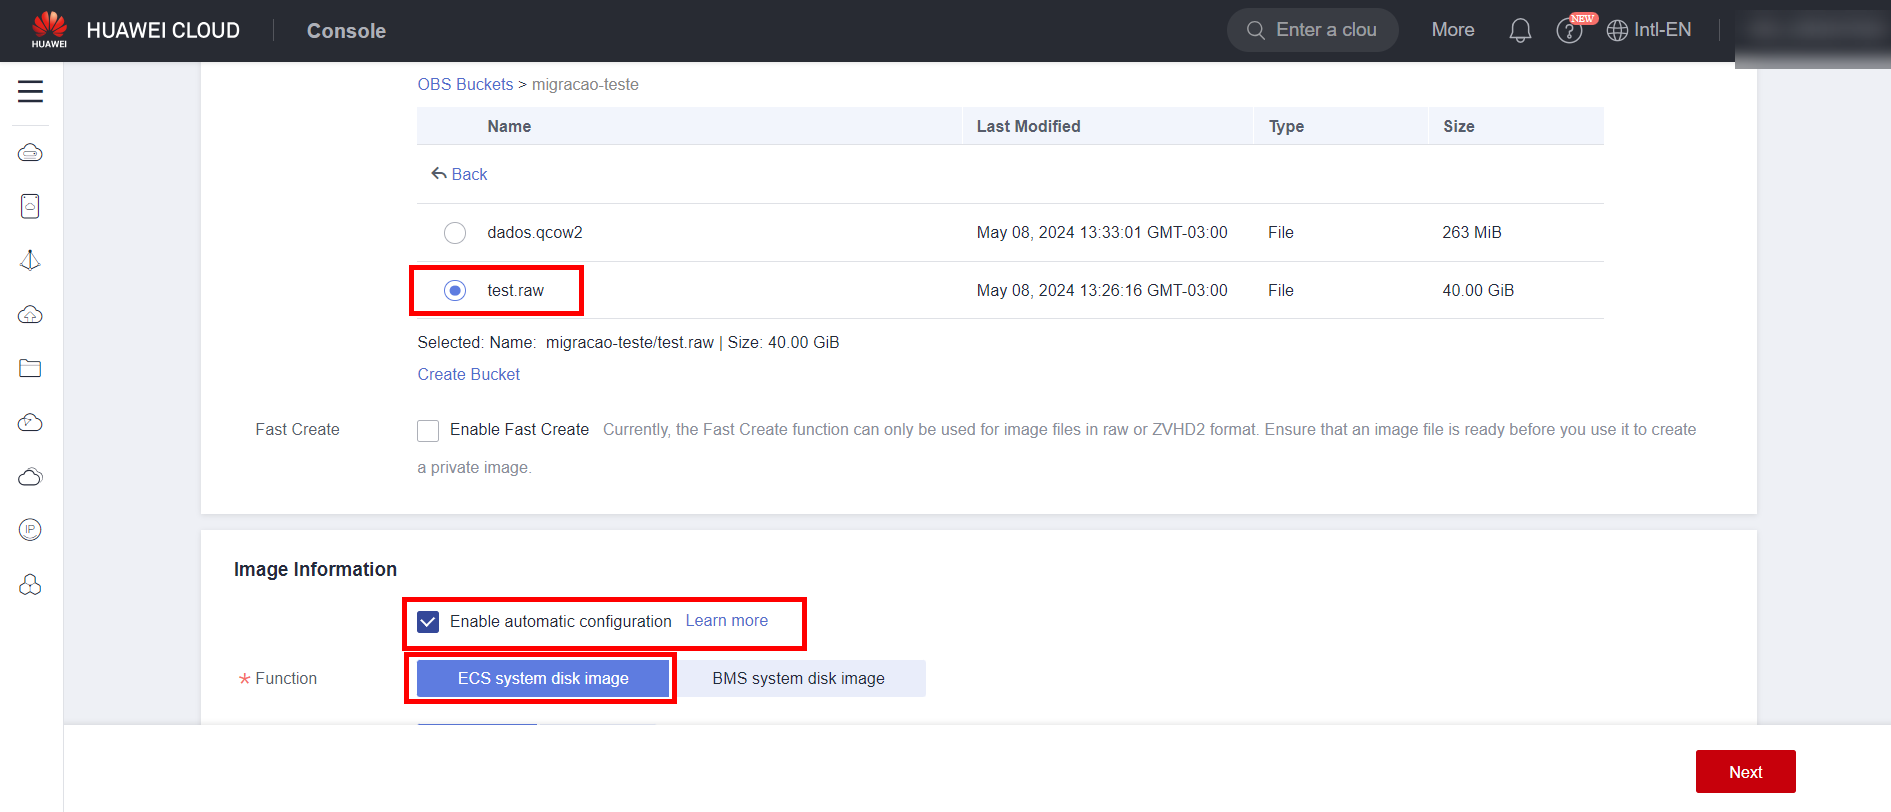 HUAWEI
HUAWEI CLOUD
Console
Enter a clou
More
NEW
?
Intl-EN
OBS Buckets > migracao-teste
Name Last Modified Type Size
Back
dados.qcow2 May 08, 2024 13:33:01 GMT-03:00 File 263 MiB
test.raw May 08, 2024 13:26:16 GMT-03:00 File 40.00 GiB
Selected: Name: migracao-teste/test.raw | Size: 40.00 GiB
Create Bucket
Fast Create
Enable Fast Create Currently, the Fast Create function can only be used for image files in raw or ZVHD2 format. Ensure that an image file is ready before you use it to create
a private image.
IP
Image Information
Enable automatic configuration Learn more
* Function
ECS system disk image
BMS system disk image
Next